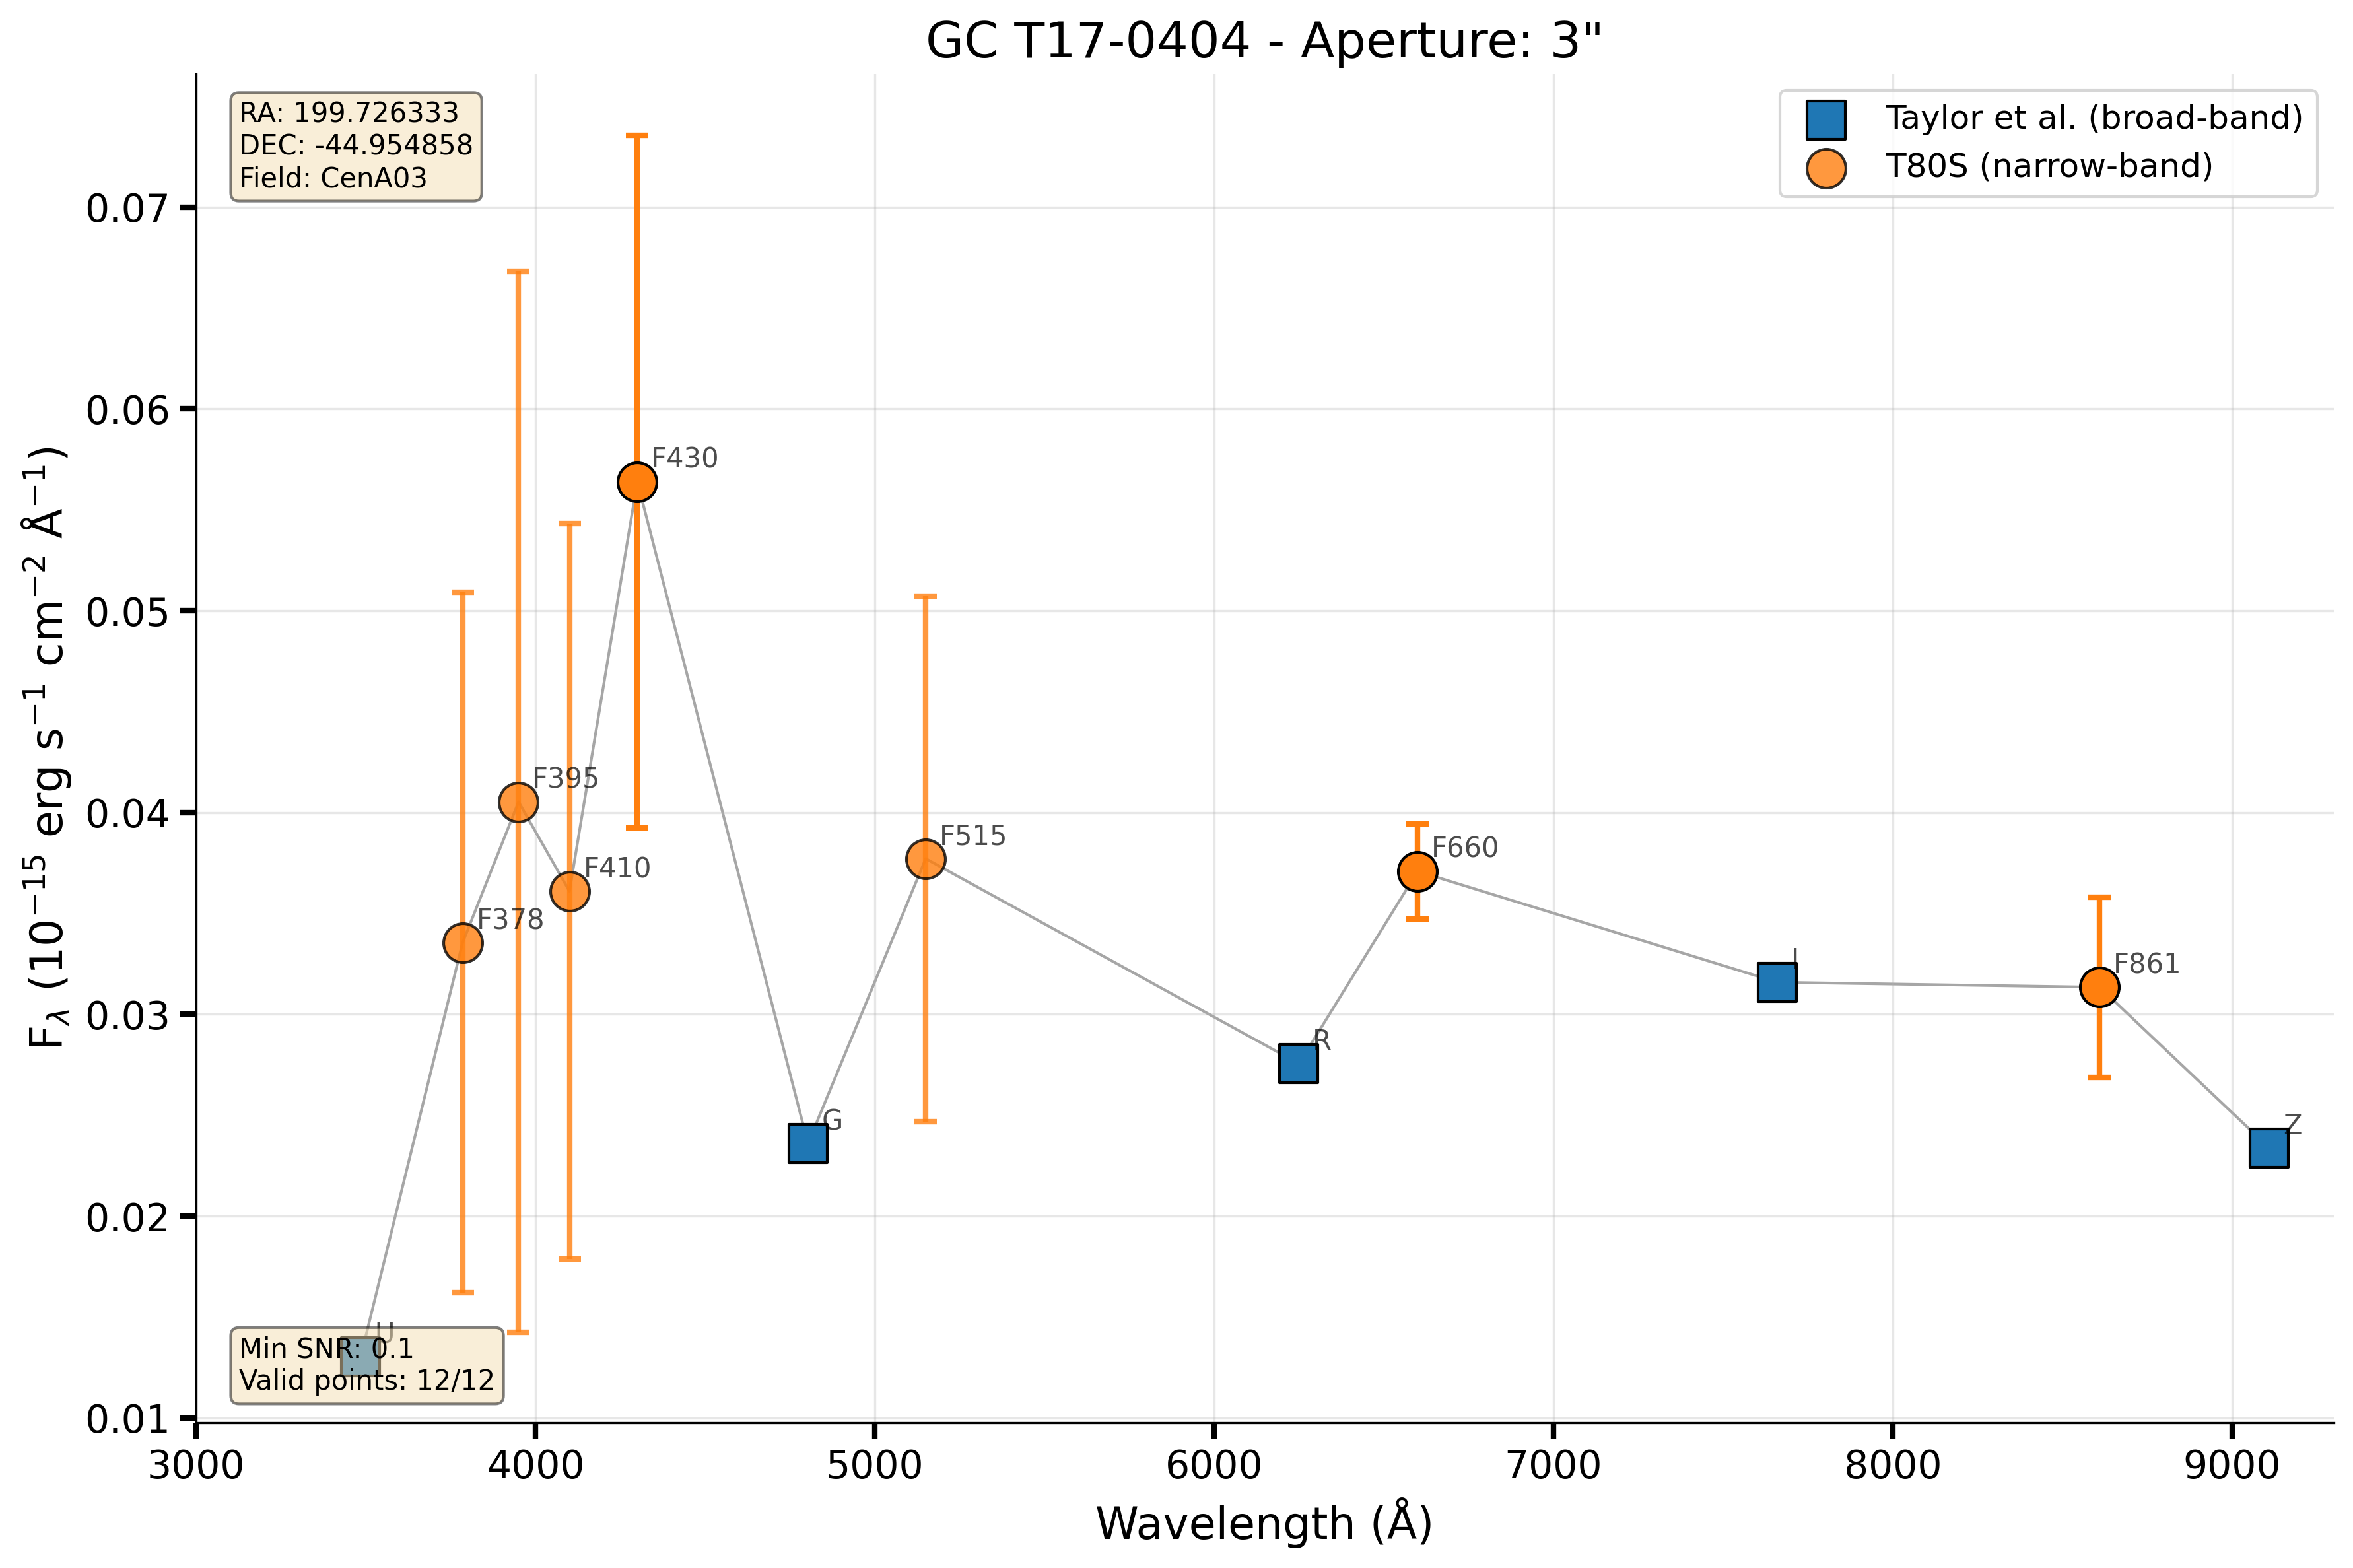 GC T17-0404 - Aperture: 3"
RA: 199.726333
DEC: -44.954858
Field: CenA03
Taylor et al. (broad-band)
T80S (narrow-band)
0.07
0.06
0.05
0.04
0.03
0.02
0.01
F430
F395
F515
F410
F660
F378
I
F861
R
G
Z
U
Min SNR: 0.1
Valid points: 12/12
3000 4000 5000 6000 7000 8000 9000
Wavelength (Å)
Fλ (10⁻¹⁵ erg s⁻¹ cm⁻² Å⁻¹)